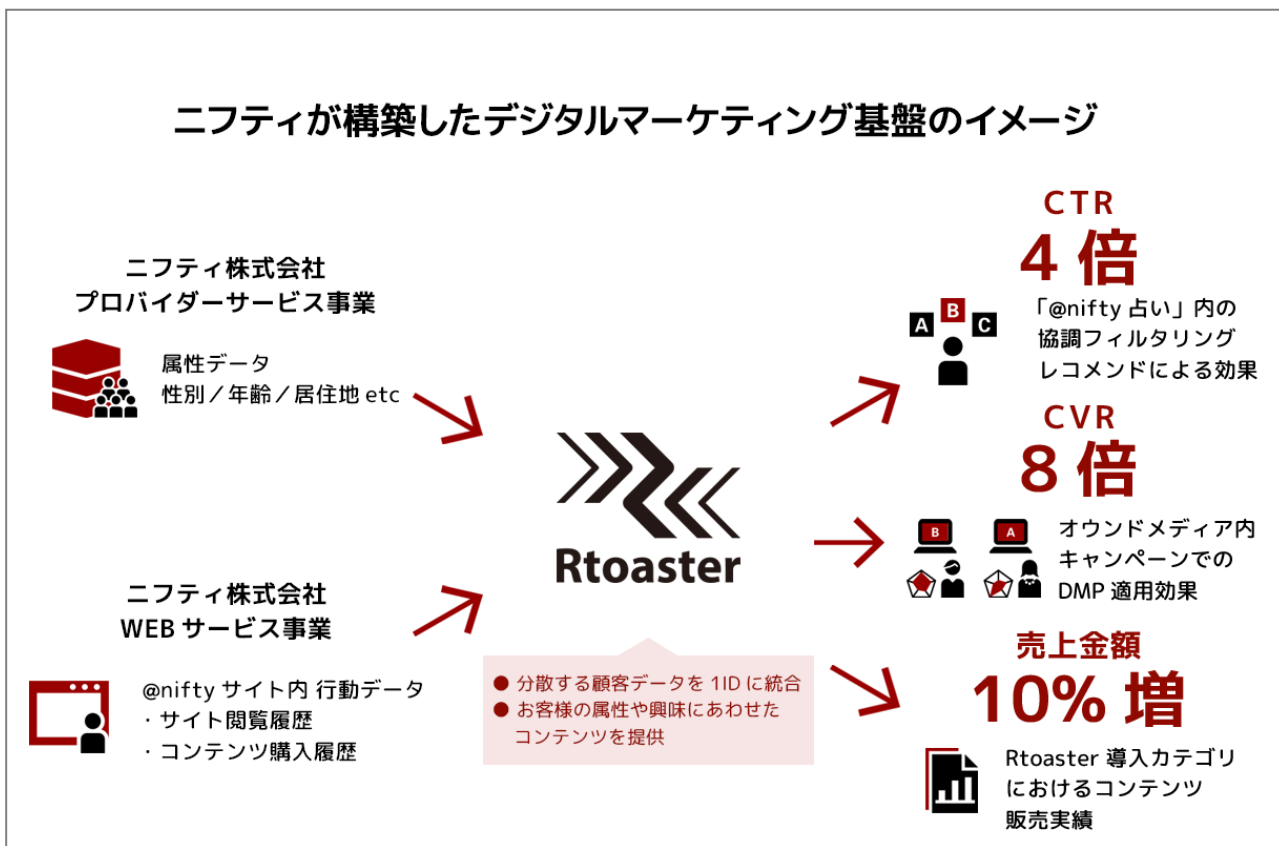 ニフティが構築したデジタルマーケティング基盤のイメージ
ニフティ株式会社
プロバイダーサービス事業
属性データ
性別／年齢／居住地 etc
ニフティ株式会社
WEB サービス事業
@nifty サイト内 行動データ
・サイト閲覧履歴
・コンテンツ購入履歴
Rtoaster
● 分散する顧客データを 1ID に統合
● お客様の属性や興味にあわせた
コンテンツを提供
CTR
4 倍
A B C
「@nifty 占い」内の
協調フィルタリング
レコメンドによる効果
CVR
8 倍
B A
オウンドメディア内
キャンペーンでの
DMP 適用効果
売上金額
10% 増
Rtoaster 導入カテゴリ
におけるコンテンツ
販売実績